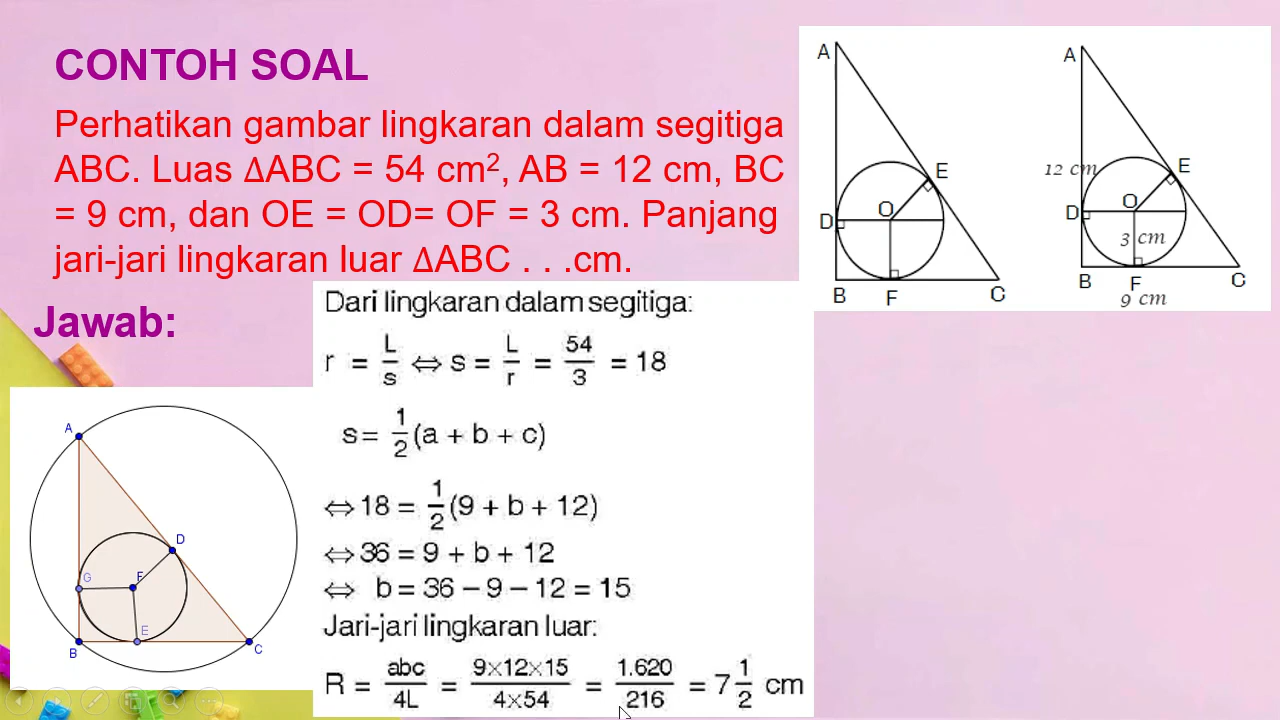 CONTOH SOAL
Perhatikan gambar lingkaran dalam segitiga
ABC. Luas ∆ABC = 54 cm², AB = 12 cm, BC
= 9 cm, dan OE = OD= OF = 3 cm. Panjang
jari-jari lingkaran luar ∆ABC . . .cm.
A
E
O
D
B
F
C
A
12 cm
E
O
D
3 cm
B
F
C
9 cm
Jawab:
Dari lingkaran dalam segitiga:
r = L/s ⇔ s = L/r = 54/3 = 18
s= 1/2(a + b + c)
⇔ 18 = 1/2(9 + b + 12)
⇔ 36 = 9 + b + 12
⇔ b = 36 − 9 − 12 = 15
Jari-jari lingkaran luar:
R = abc/4L = 9×12×15/4×54 = 1.620/216 = 7 1/2 cm
A
D
G
F
E
B
C